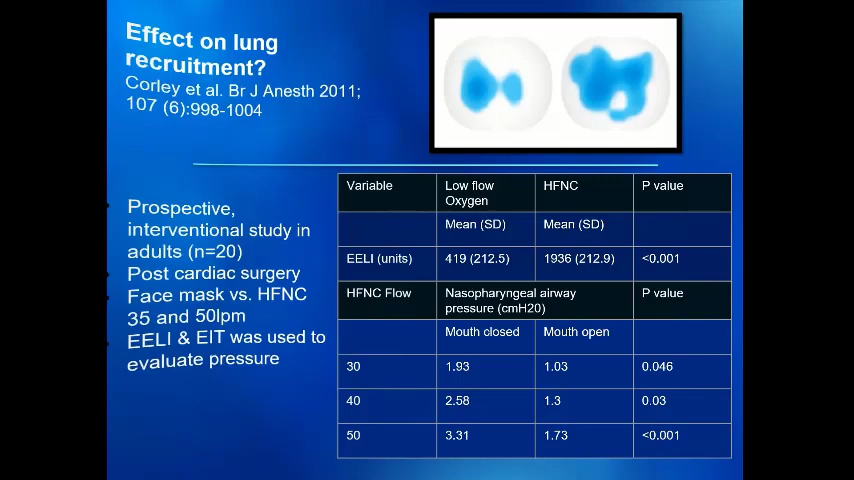 Effect on lung
recruitment?
Corley et al. Br J Anesth 2011;
107 (6):998-1004
Prospective,
interventional study in
adults (n=20)
Post cardiac surgery
Face mask vs. HFNC
35 and 50lpm
EELI & EIT was used to
evaluate pressure
Variable Low flow Oxygen HFNC P value
Mean (SD) Mean (SD)
EELI (units) 419 (212.5) 1936 (212.9) <0.001
HFNC Flow Nasopharyngeal airway pressure (cmH20) P value
Mouth closed Mouth open
30 1.93 1.03 0.046
40 2.58 1.3 0.03
50 3.31 1.73 <0.001